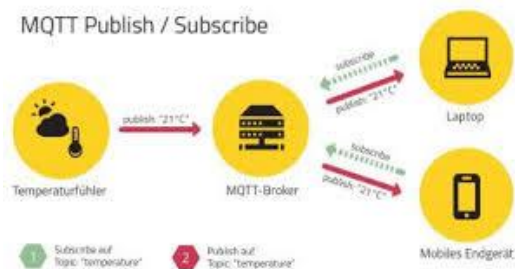 MQTT Publish / Subscribe
subscribe
publish: "21°C"
Laptop
publish: "21°C"
Temperaturfühler
MQTT-Broker
subscribe
publish: "21°C"
Mobiles Endgerät
1
Subscribe auf
Topic: "temperature"
2
Publish auf
Topic: "temperature"